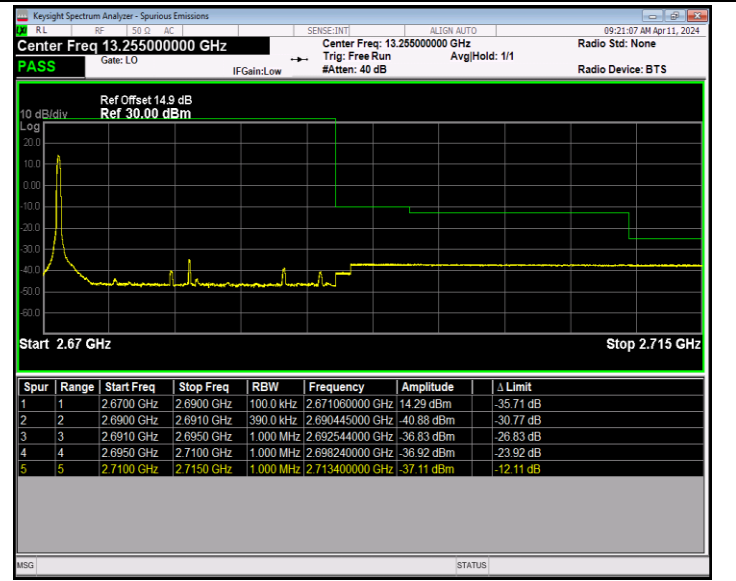 Keysight Spectrum Analyzer - Spurious Emissions
RL RF 50 Ω AC SENSE:INT ALIGN AUTO 09:21:07 AM Apr 11, 2024
Center Freq 13.255000000 GHz Center Freq: 13.255000000 GHz Radio Std: None
PASS Gate: LO IFGain:Low Trig: Free Run Avg|Hold: 1/1
#Atten: 40 dB Radio Device: BTS
Ref Offset 14.9 dB
10 dB/div Ref 30.00 dBm
Log
20.0
10.0
0.00
-10.0
-20.0
-30.0
-40.0
-50.0
-60.0
Start 2.67 GHz Stop 2.715 GHz
Spur Range Start Freq Stop Freq RBW Frequency Amplitude Δ Limit
1 1 2.6700 GHz 2.6900 GHz 100.0 kHz 2.671060000 GHz 14.29 dBm -35.71 dB
2 2 2.6900 GHz 2.6910 GHz 390.0 kHz 2.690445000 GHz -40.88 dBm -30.77 dB
3 3 2.6910 GHz 2.6950 GHz 1.000 MHz 2.692544000 GHz -36.83 dBm -26.83 dB
4 4 2.6950 GHz 2.7100 GHz 1.000 MHz 2.698240000 GHz -36.92 dBm -23.92 dB
5 5 2.7100 GHz 2.7150 GHz 1.000 MHz 2.713400000 GHz -37.11 dBm -12.11 dB
MSG STATUS